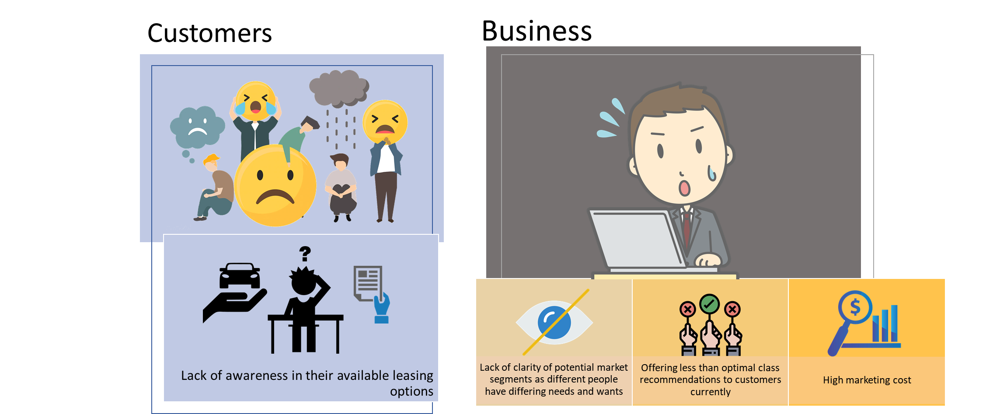 Customers
Lack of awareness in their available leasing
options
Business
Lack of clarity of potential market
segments as different people
have differing needs and wants
Offering less than optimal class
recommendations to customers
currently
High marketing cost
?
$